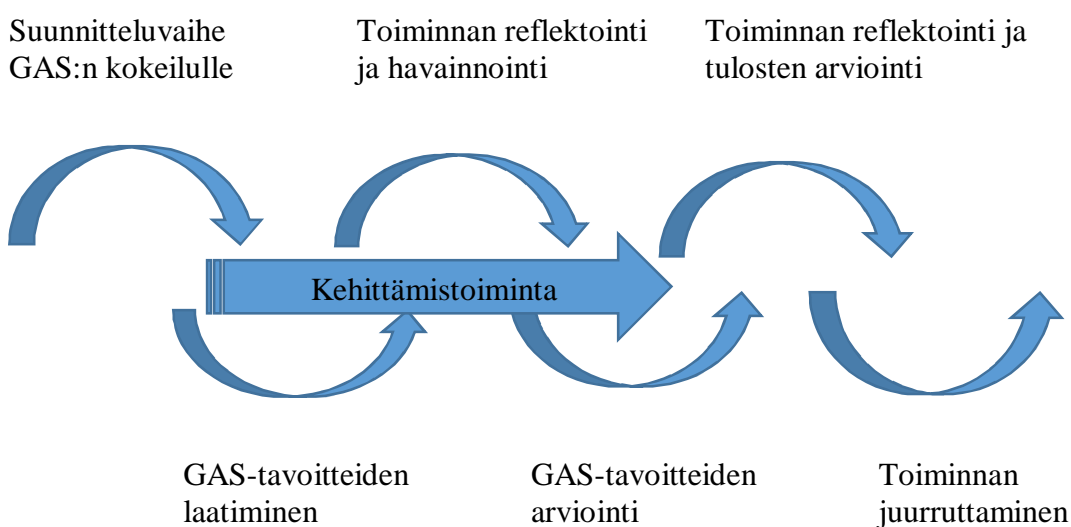 Suunnitteluvaihe
GAS:n kokeilulle
Toiminnan reflektointi
ja havainnointi
Toiminnan reflektointi ja
tulosten arviointi
Kehittämistoiminta
GAS-tavoitteiden
laatiminen
GAS-tavoitteiden
arviointi
Toiminnan
juurruttaminen